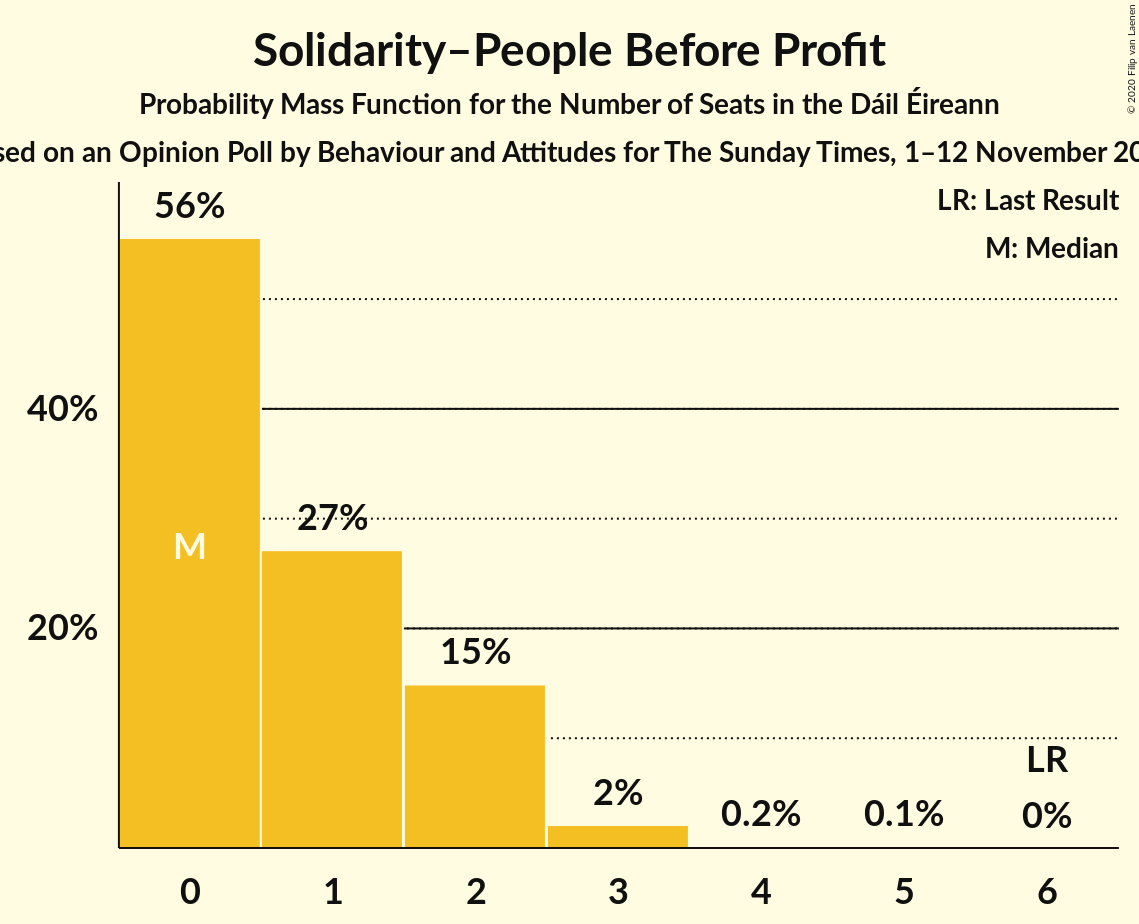 Solidarity–People Before Profit
Probability Mass Function for the Number of Seats in the Dáil Éireann
on an Opinion Poll by Behaviour and Attitudes for The Sunday Times, 1–12 November
© 2020 Filip van Laenen
LR: Last Result
M: Median
56%
40%
27%
M
20%
15%
2%
0.2%
0.1%
LR
0%
0 1 2 3 4 5 6